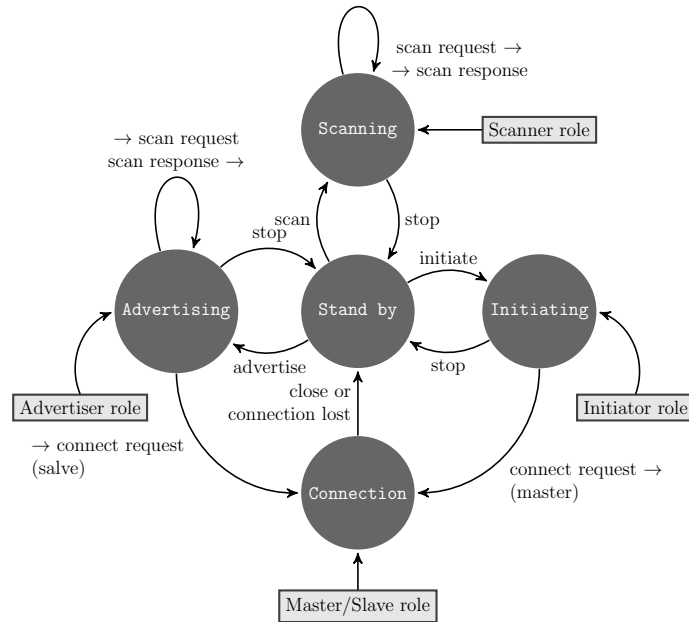 scan request →
→ scan response
Scanning
Scanner role
→ scan request
scan response →
scan
stop
stop
initiate
Advertising
Stand by
Initiating
advertise
stop
close or
connection lost
Advertiser role
Initiator role
→ connect request
(salve)
connect request →
(master)
Connection
Master/Slave role